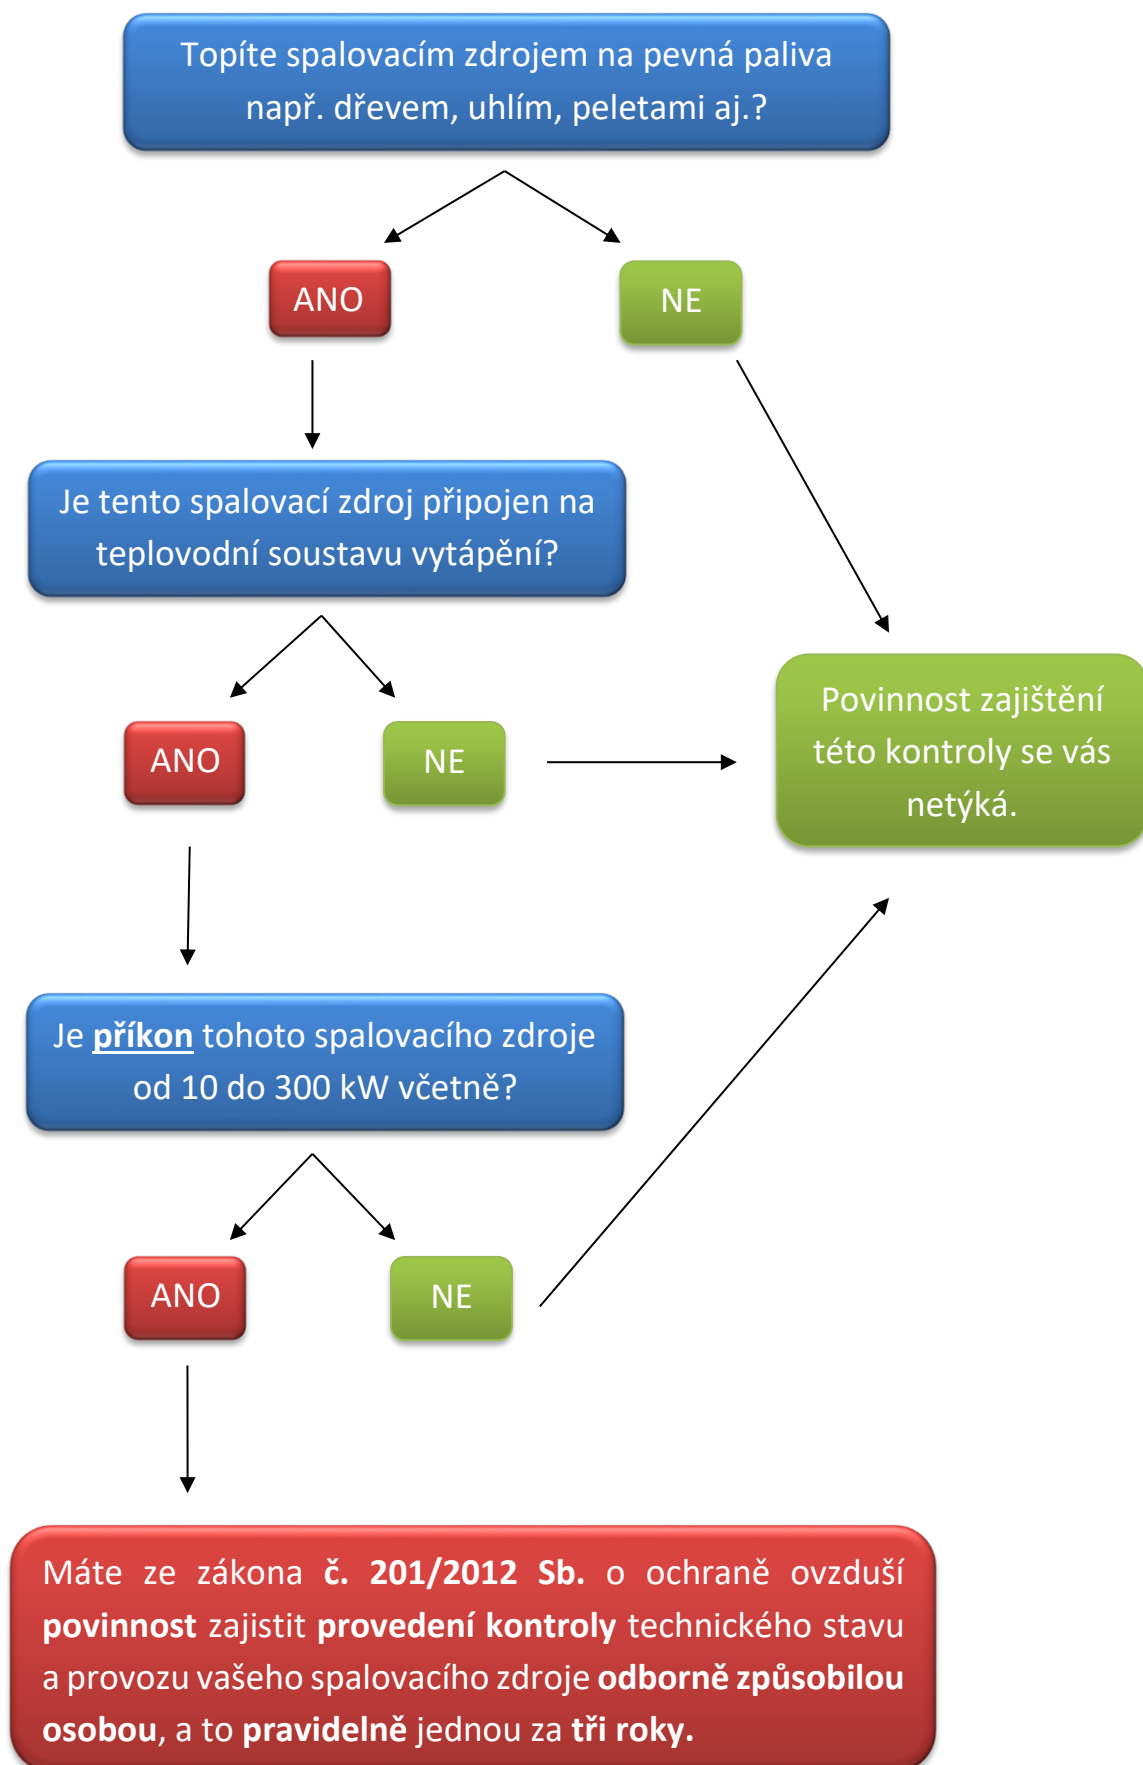 Topíte spalovacím zdrojem na pevná paliva
např. dřevem, uhlím, peletami aj.?
ANO
NE
Je tento spalovací zdroj připojen na
teplovodní soustavu vytápění?
ANO
NE
Povinnost zajištění
této kontroly se vás
netýká.
Je příkon tohoto spalovacího zdroje
od 10 do 300 kW včetně?
ANO
NE
Máte ze zákona č. 201/2012 Sb. o ochraně ovzduší
povinnost zajistit provedení kontroly technického stavu
a provozu vašeho spalovacího zdroje odborně způsobilou
osobou, a to pravidelně jednou za tři roky.